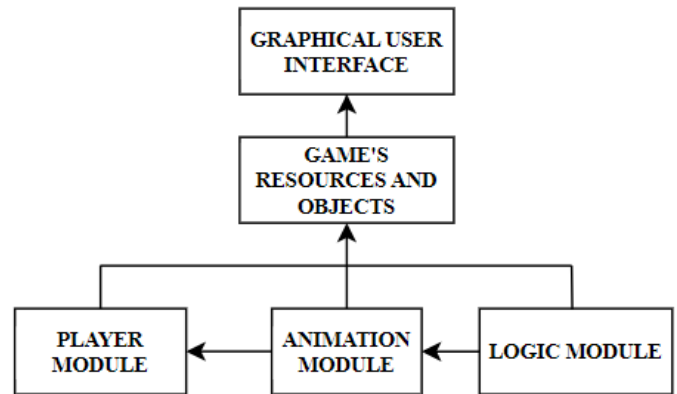 GRAPHICAL USER
INTERFACE
GAME'S
RESOURCES AND
OBJECTS
PLAYER
MODULE
ANIMATION
MODULE
LOGIC MODULE